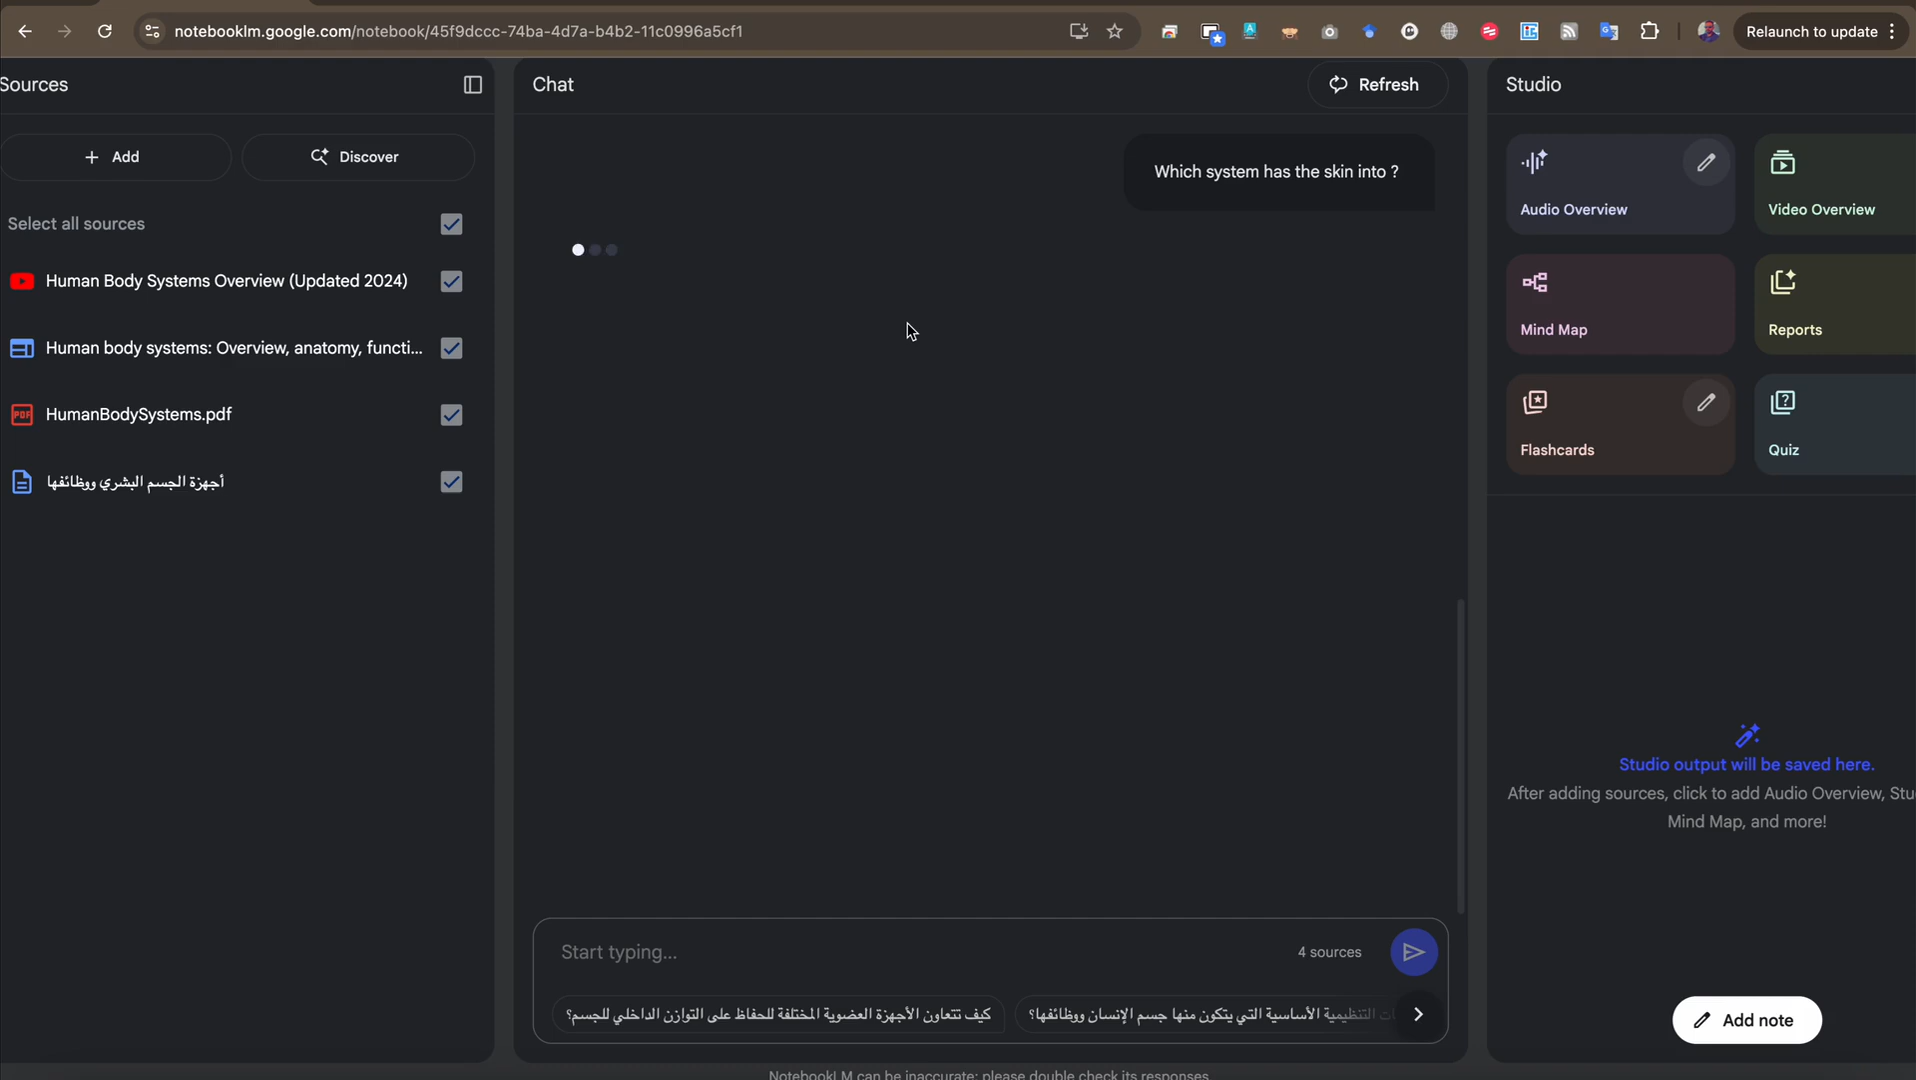 notebooklm.google.com/notebook/45f9dccc-74ba-4d7a-b4b2-11c0996a5cf1
Relaunch to update
Sources
Add
Discover
Select all sources
Human Body Systems Overview (Updated 2024)
Human body systems: Overview, anatomy, functi...
PDF
HumanBodySystems.pdf
أجهزة الجسم البشري ووظائفها
Chat
Refresh
Which system has the skin into ?
Start typing...
4 sources
كيف تتعاون الأجهزة العضوية المختلفة للحفاظ على التوازن الداخلي للجسم؟
التنظيمية الأساسية التي يتكون منها جسم الإنسان ووظائفها؟
NotebookLM can be inaccurate; please double check its responses.
Studio
Audio Overview
Video Overview
Mind Map
Reports
Flashcards
Quiz
Studio output will be saved here.
After adding sources, click to add Audio Overview, Stu
Mind Map, and more!
Add note